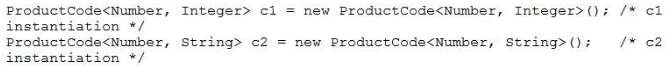 ProductCode<Number, Integer> c1 = new ProductCode<Number, Integer>(); /* c1
instantiation */
ProductCode<Number, String> c2 = new ProductCode<Number, String>();   /* c2
instantiation */